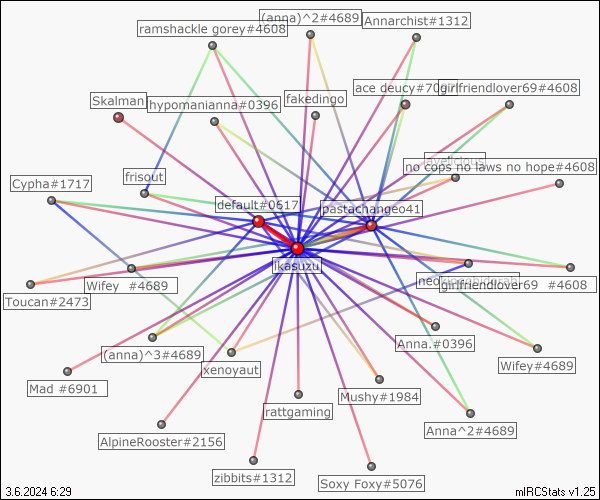 (anna)^2#4689
Annarchist#1312
ramshackle gorey#4608
ace deucy#70
girlfriendlover69#4608
Skalman
hypomanianna#0396
fakedingo
no cops no laws no hope#4608
Cypha#1717
frisout
default#0617
pastachangeo41
ikasuzu
Toucan#2473
Wifey #4689
girlfriendlover69 #4608
Anna.#0396
(anna)^3#4689
xenoyaut
Wifey#4689
Mad #6901
Mushy#1984
rattgaming
AlpineRooster#2156
Anna^2#4689
zibbits#1312
Soxy Foxy#5076
3.6.2024 6:29
mIRCStats v1.25